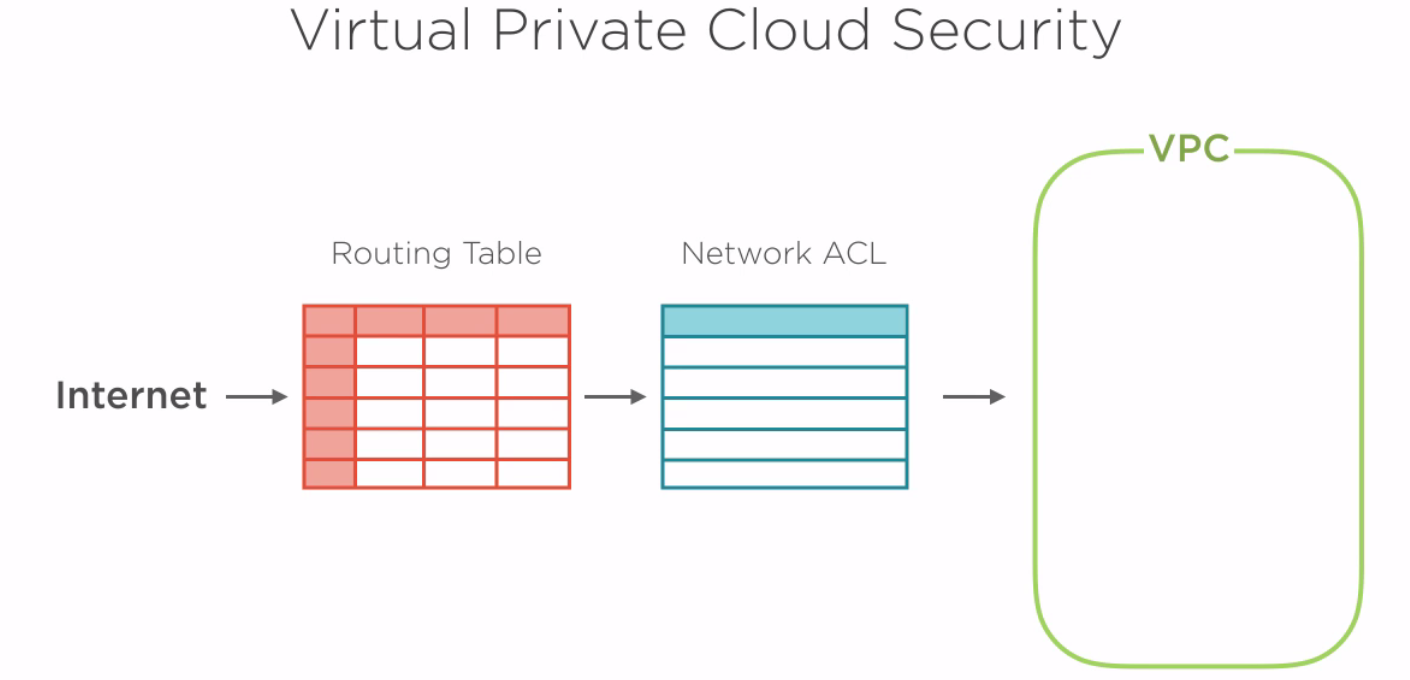 Virtual Private Cloud Security
VPC
Routing Table
Network ACL
Internet